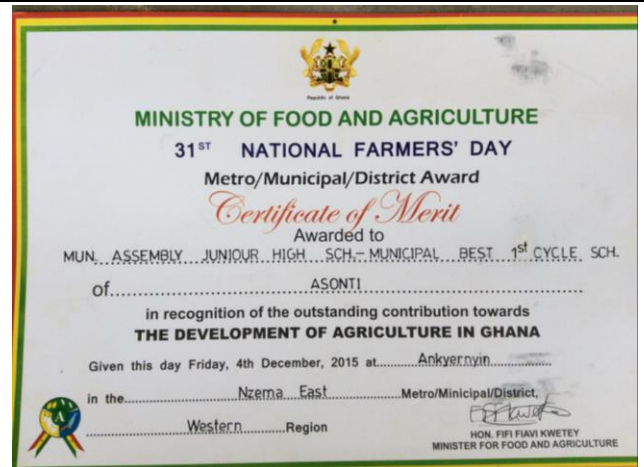 Republic of Ghana
MINISTRY OF FOOD AND AGRICULTURE
31ST NATIONAL FARMERS' DAY
Metro/Municipal/District Award
Certificate of Merit
Awarded to
MUN. ASSEMBLY JUNIOUR HIGH SCH.- MUNICIPAL BEST 1st CYCLE SCH.
of ASONTI
in recognition of the outstanding contribution towards
THE DEVELOPMENT OF AGRICULTURE IN GHANA
Given this day Friday, 4th December, 2015 at Ankyernyin
in the Nzema East Metro/Minicipal/District,
Western Region
HON. FIFI FIAVI KWETEY
MINISTER FOR FOOD AND AGRICULTURE